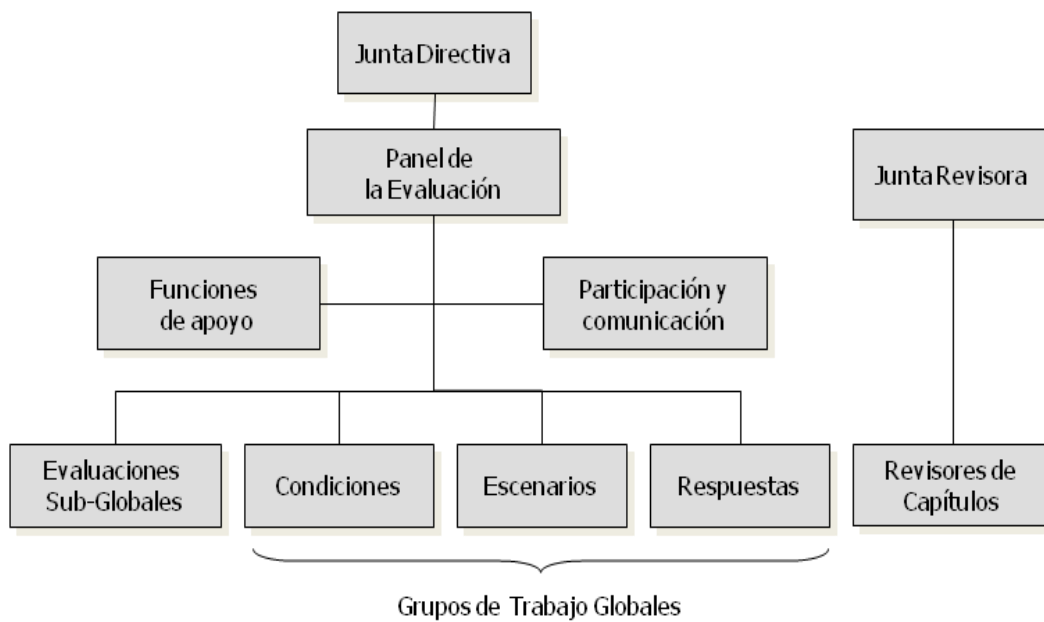 Junta Directiva
Panel de
la Evaluación
Junta Revisora
Funciones
de apoyo
Participación y
comunicación
Evaluaciones
Sub-Globales
Condiciones
Escenarios
Respuestas
Revisores de
Capítulos
Grupos de Trabajo Globales